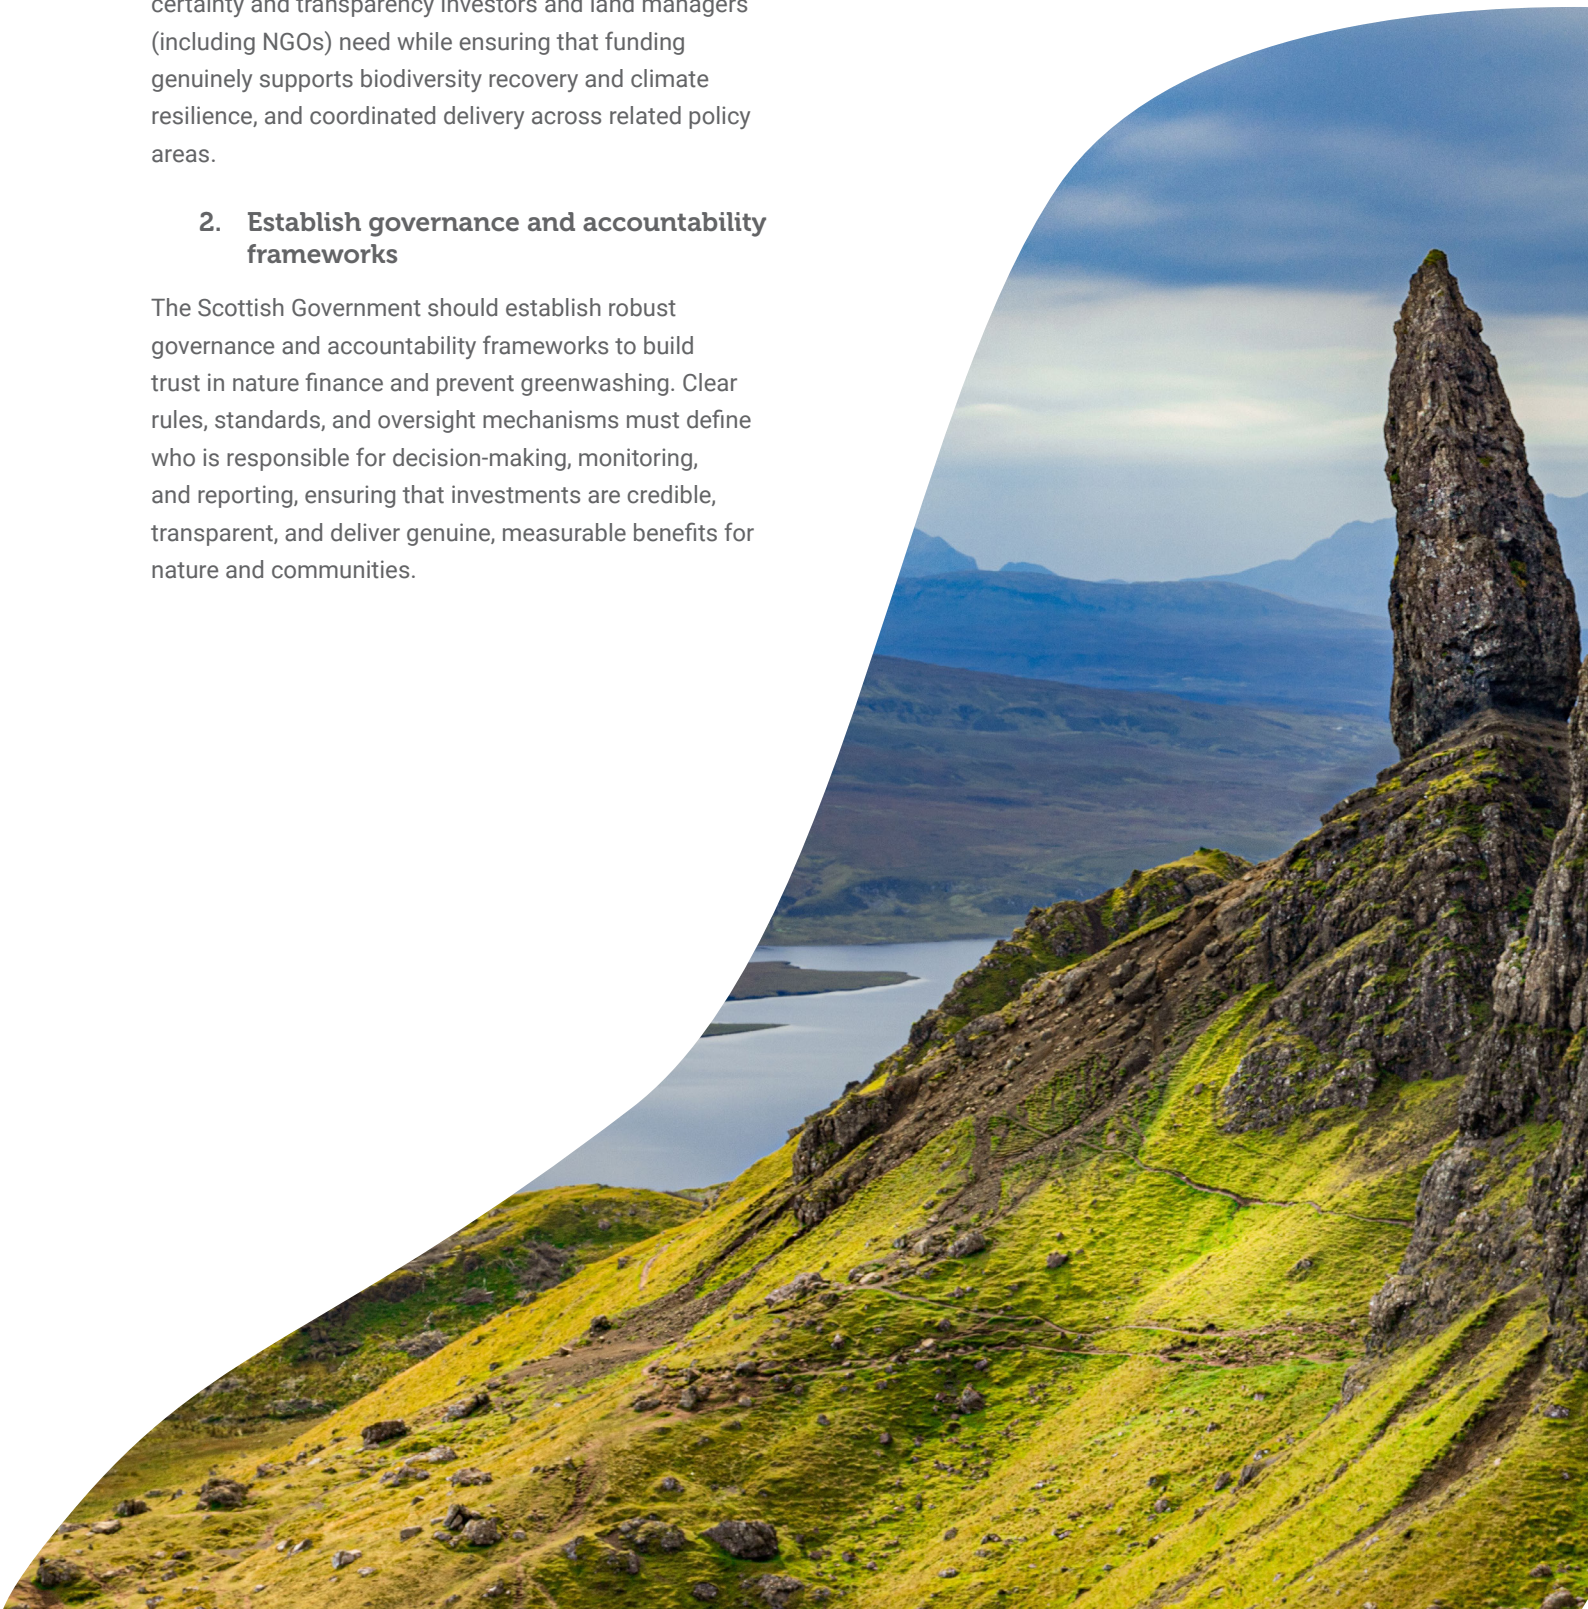 certainty and transparency investors and land managers
(including NGOs) need while ensuring that funding
genuinely supports biodiversity recovery and climate
resilience, and coordinated delivery across related policy
areas.
2. Establish governance and accountability
frameworks
The Scottish Government should establish robust
governance and accountability frameworks to build
trust in nature finance and prevent greenwashing. Clear
rules, standards, and oversight mechanisms must define
who is responsible for decision-making, monitoring,
and reporting, ensuring that investments are credible,
transparent, and deliver genuine, measurable benefits for
nature and communities.